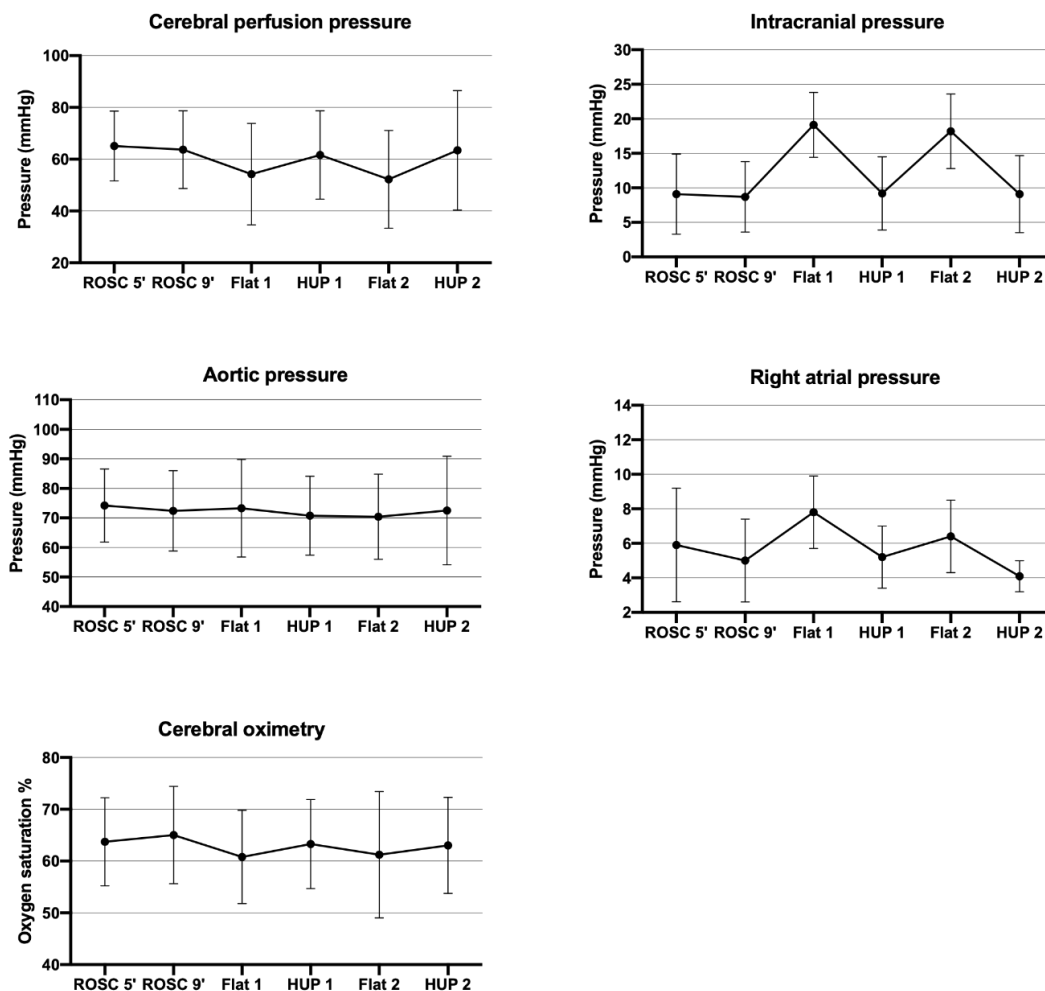 Cerebral perfusion pressure
Pressure (mmHg)
100
80
60
40
20
ROSC 5' ROSC 9' Flat 1 HUP 1 Flat 2 HUP 2
Intracranial pressure
Pressure (mmHg)
30
25
20
15
10
5
0
ROSC 5' ROSC 9' Flat 1 HUP 1 Flat 2 HUP 2
Aortic pressure
Pressure (mmHg)
110
100
90
80
70
60
50
40
ROSC 5' ROSC 9' Flat 1 HUP 1 Flat 2 HUP 2
Right atrial pressure
Pressure (mmHg)
14
12
10
8
6
4
2
ROSC 5' ROSC 9' Flat 1 HUP 1 Flat 2 HUP 2
Cerebral oximetry
Oxygen saturation %
80
70
60
50
40
ROSC 5' ROSC 9' Flat 1 HUP 1 Flat 2 HUP 2